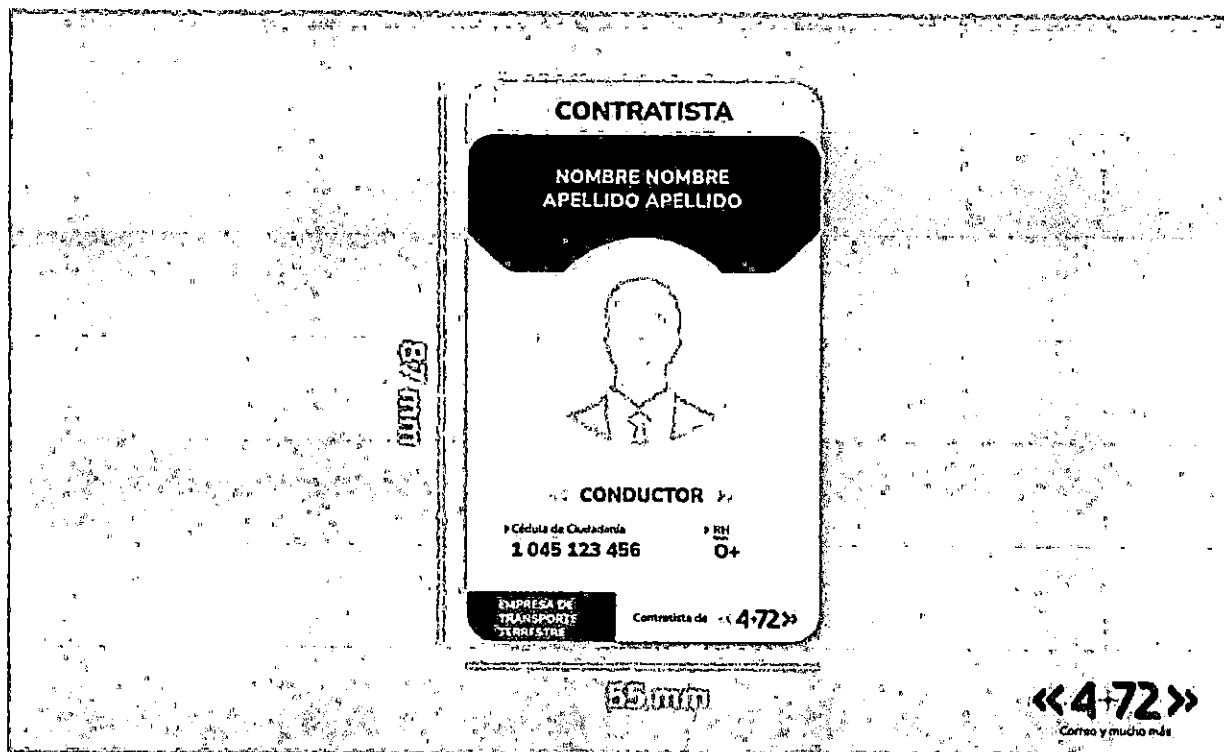 CONTRATISTA
NOMBRE NOMBRE
APELLIDO APELLIDO
87 mm
« CONDUCTOR »
Cédula de Ciudadanía
RH
1 045 123 456
O+
EMPRESA DE
TRANSPORTE
TERRESTRE
Contratista de «4-72»
55 mm
«4-72»
Correo y mucho más